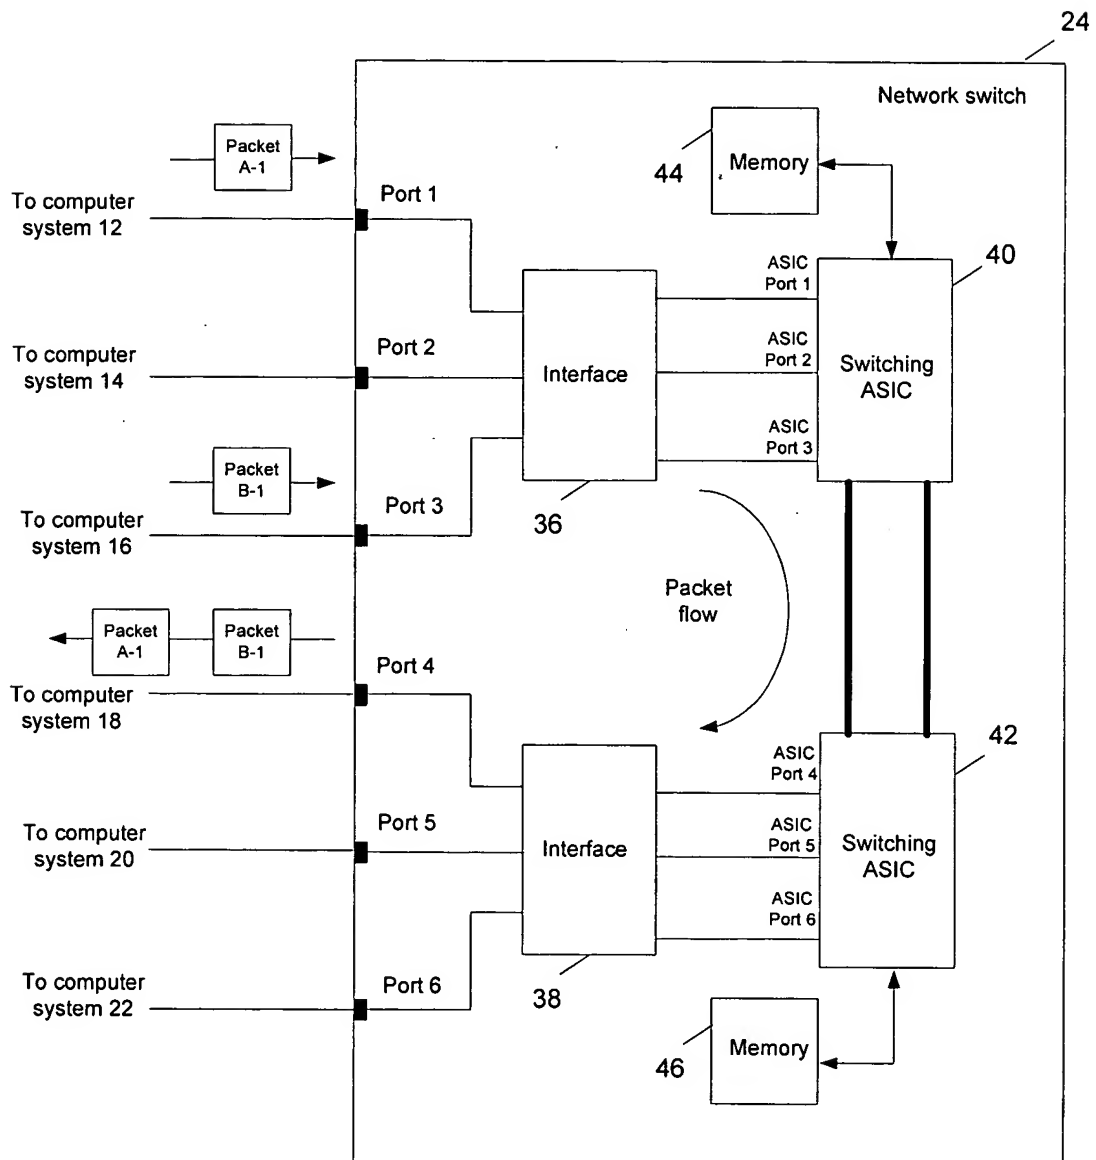 24
Network switch
Packet
A-1
44
Memory
To computer
system 12
Port 1
40
ASIC
Port 1
To computer
system 14
Port 2
Interface
ASIC
Port 2
Switching
ASIC
ASIC
Port 3
Packet
B-1
To computer
system 16
Port 3
36
Packet
flow
Packet
A-1
Packet
B-1
To computer
system 18
Port 4
42
ASIC
Port 4
To computer
system 20
Port 5
Interface
ASIC
Port 5
Switching
ASIC
ASIC
Port 6
To computer
system 22
Port 6
38
46
Memory